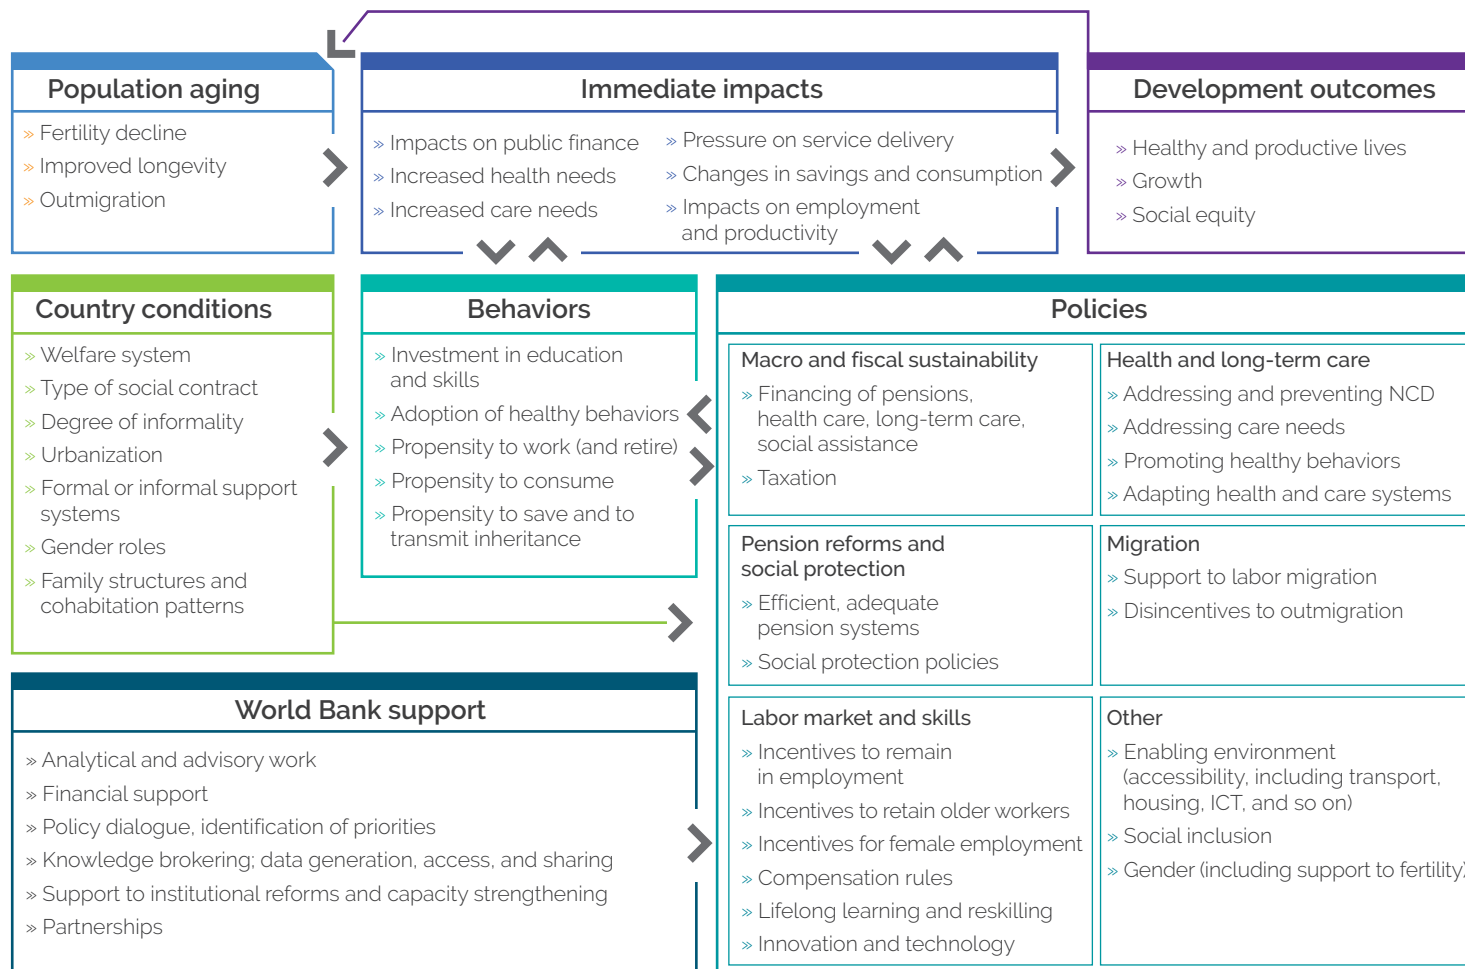 Population aging
» Fertility decline
» Improved longevity
» Outmigration
Immediate impacts
» Impacts on public finance
» Increased health needs
» Increased care needs
» Pressure on service delivery
» Changes in savings and consumption
» Impacts on employment
and productivity
Development outcomes
» Healthy and productive lives
» Growth
» Social equity
Country conditions
» Welfare system
» Type of social contract
» Degree of informality
» Urbanization
» Formal or informal support
systems
» Gender roles
» Family structures and
cohabitation patterns
Behaviors
» Investment in education
and skills
» Adoption of healthy behaviors
» Propensity to work (and retire)
» Propensity to consume
» Propensity to save and to
transmit inheritance
Policies
Macro and fiscal sustainability
» Financing of pensions,
health care, long-term care,
social assistance
» Taxation
Health and long-term care
» Addressing and preventing NCD
» Addressing care needs
» Promoting healthy behaviors
» Adapting health and care systems
Pension reforms and
social protection
» Efficient, adequate
pension systems
» Social protection policies
Migration
» Support to labor migration
» Disincentives to outmigration
Labor market and skills
» Incentives to remain
in employment
» Incentives to retain older workers
» Incentives for female employment
» Compensation rules
» Lifelong learning and reskilling
» Innovation and technology
Other
» Enabling environment
(accessibility, including transport,
housing, ICT, and so on)
» Social inclusion
» Gender (including support to fertility)
World Bank support
» Analytical and advisory work
» Financial support
» Policy dialogue, identification of priorities
» Knowledge brokering; data generation, access, and sharing
» Support to institutional reforms and capacity strengthening
» Partnerships